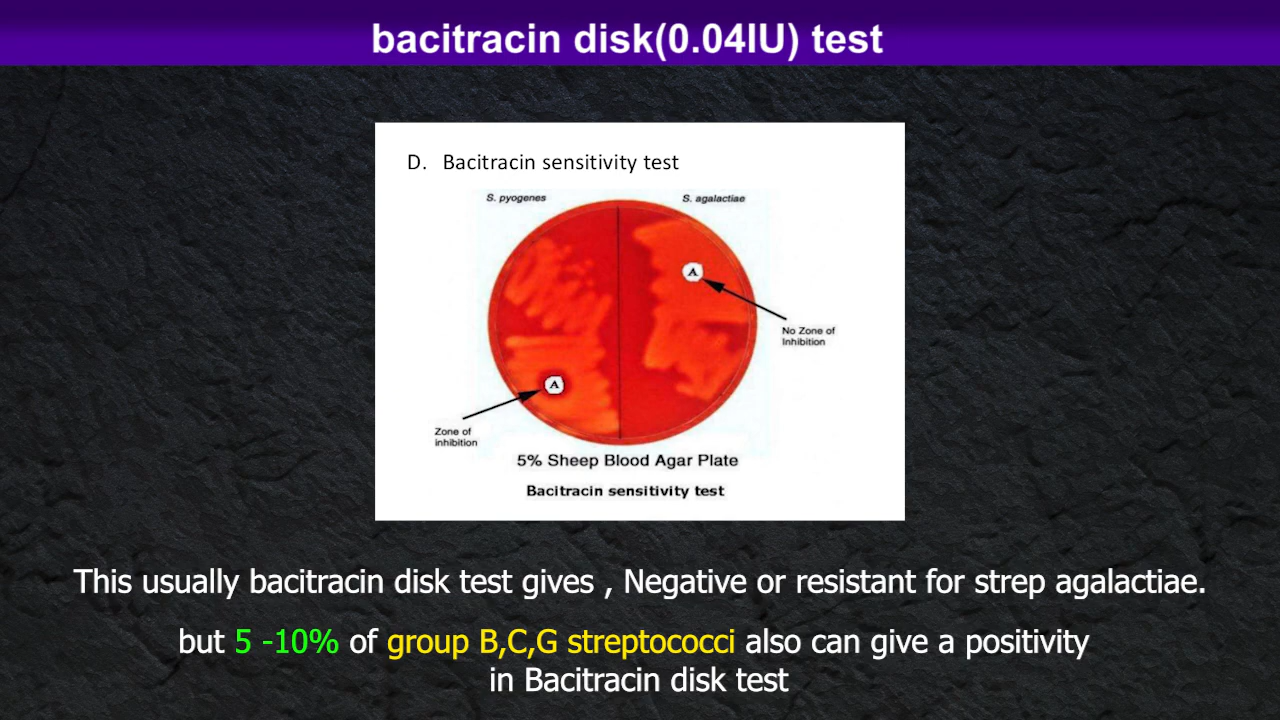 bacitracin disk(0.04IU) test
D. Bacitracin sensitivity test
S. pyogenes
S. agalactiae
A
No Zone of
Inhibition
A
Zone of
inhibition
5% Sheep Blood Agar Plate
Bacitracin sensitivity test
This usually bacitracin disk test gives , Negative or resistant for strep agalactiae.
but 5 -10% of group B,C,G streptococci also can give a positivity
in Bacitracin disk test